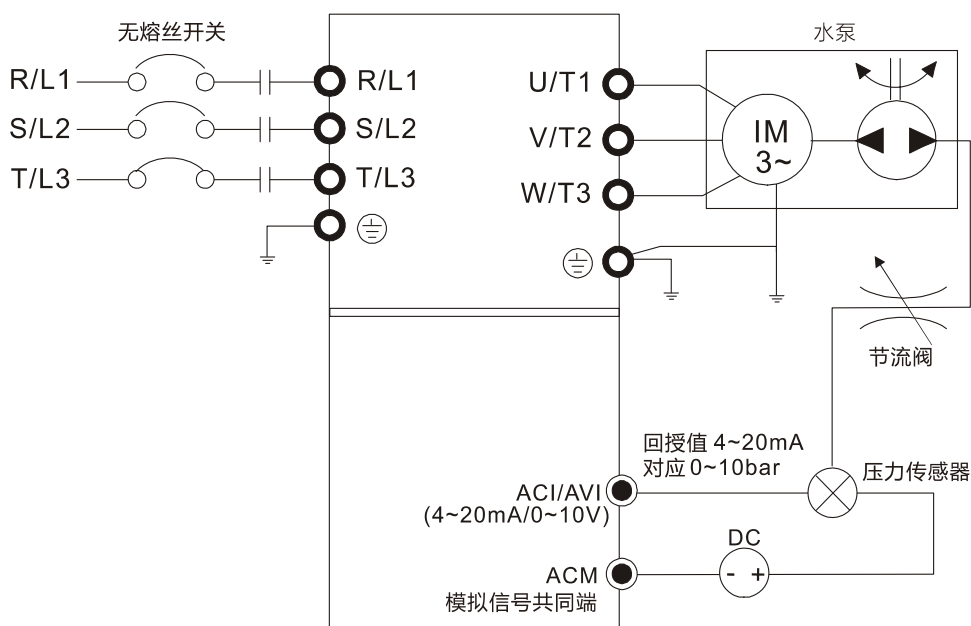 无熔丝开关
水泵
R/L1
R/L1
U/T1
S/L2
S/L2
V/T2
IM
3~
T/L3
T/L3
W/T3
节流阀
回授值 4~20mA
对应 0~10bar
压力传感器
ACI/AVI
(4~20mA/0~10V)
DC
- +
ACM
模拟信号共同端